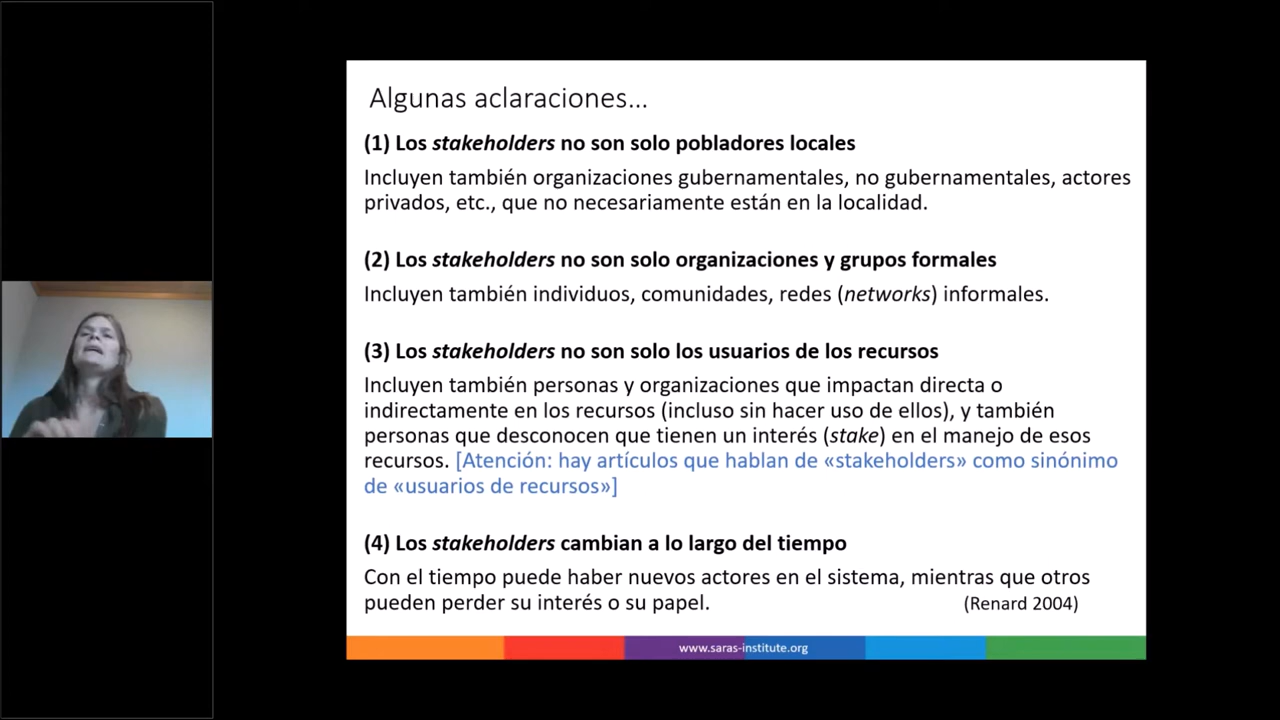 Algunas aclaraciones...
(1) Los stakeholders no son solo pobladores locales
Incluyen también organizaciones gubernamentales, no gubernamentales, actores
privados, etc., que no necesariamente están en la localidad.
(2) Los stakeholders no son solo organizaciones y grupos formales
Incluyen también individuos, comunidades, redes (networks) informales.
(3) Los stakeholders no son solo los usuarios de los recursos
Incluyen también personas y organizaciones que impactan directa o
indirectamente en los recursos (incluso sin hacer uso de ellos), y también
personas que desconocen que tienen un interés (stake) en el manejo de esos
recursos. [Atención: hay artículos que hablan de «stakeholders» como sinónimo
de «usuarios de recursos»]
(4) Los stakeholders cambian a lo largo del tiempo
Con el tiempo puede haber nuevos actores en el sistema, mientras que otros
pueden perder su interés o su papel. (Renard 2004)
www.saras-institute.org